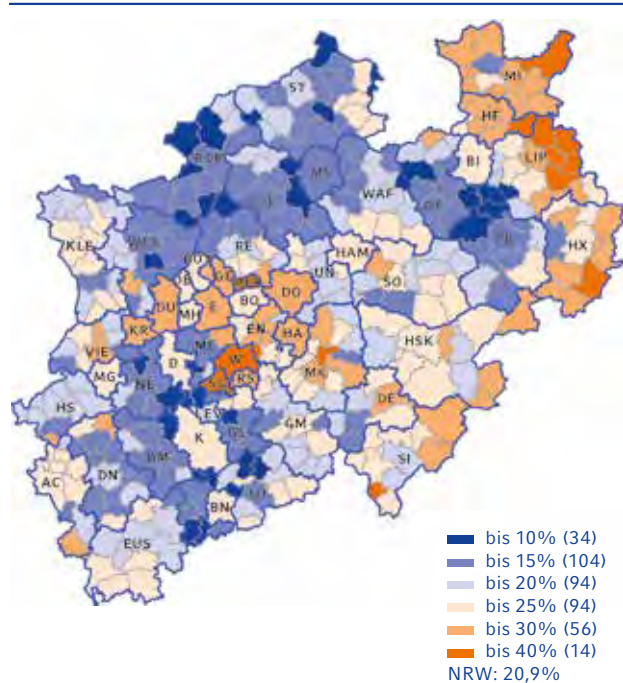 ST
MI
HF
BOR
MS
BI
LIP
WAF
GT
COE
KLE
WES
RE
HAM
PB
HX
BOT
UN
SO
OB
GE
HER
DU
E
BO
DO
MH
KR
EN
HA
HSK
VIE
ME
W
D
MK
MG
NE
SG
RS
HS
LEV
OE
K
GL
GM
BM
SI
AC
DN
BN
SU
EUS
bis 10% (34)
bis 15% (104)
bis 20% (94)
bis 25% (94)
bis 30% (56)
bis 40% (14)
NRW: 20,9%